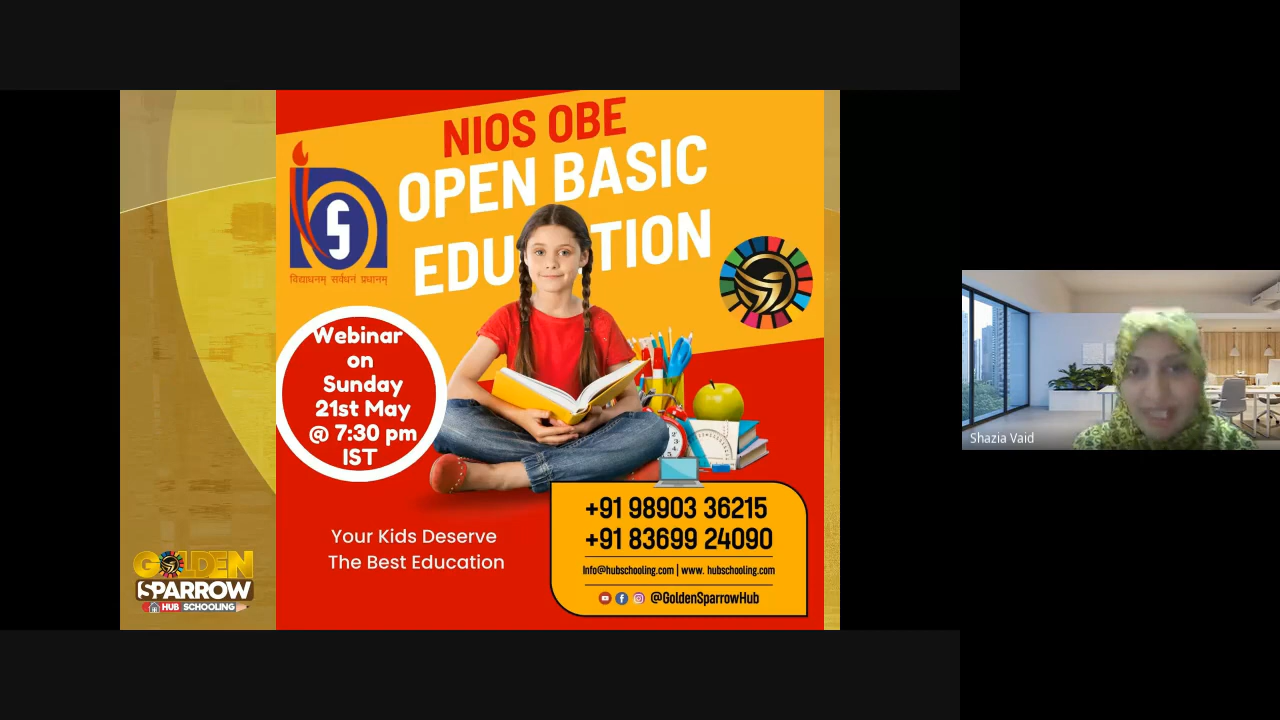 NIOS OBE
OPEN BASIC
EDU TION
विद्याधनम् सर्वधनं प्रधानम्
Webinar
on
Sunday
21st May
@ 7:30 pm
IST
Your Kids Deserve
The Best Education
+91 98903 36215
+91 83699 24090
Info@hubschooling.com | www. hubschooling.com
@GoldenSparrowHub
GOLDEN
SPARROW
HUB SCHOOLING
Shazia Vaid